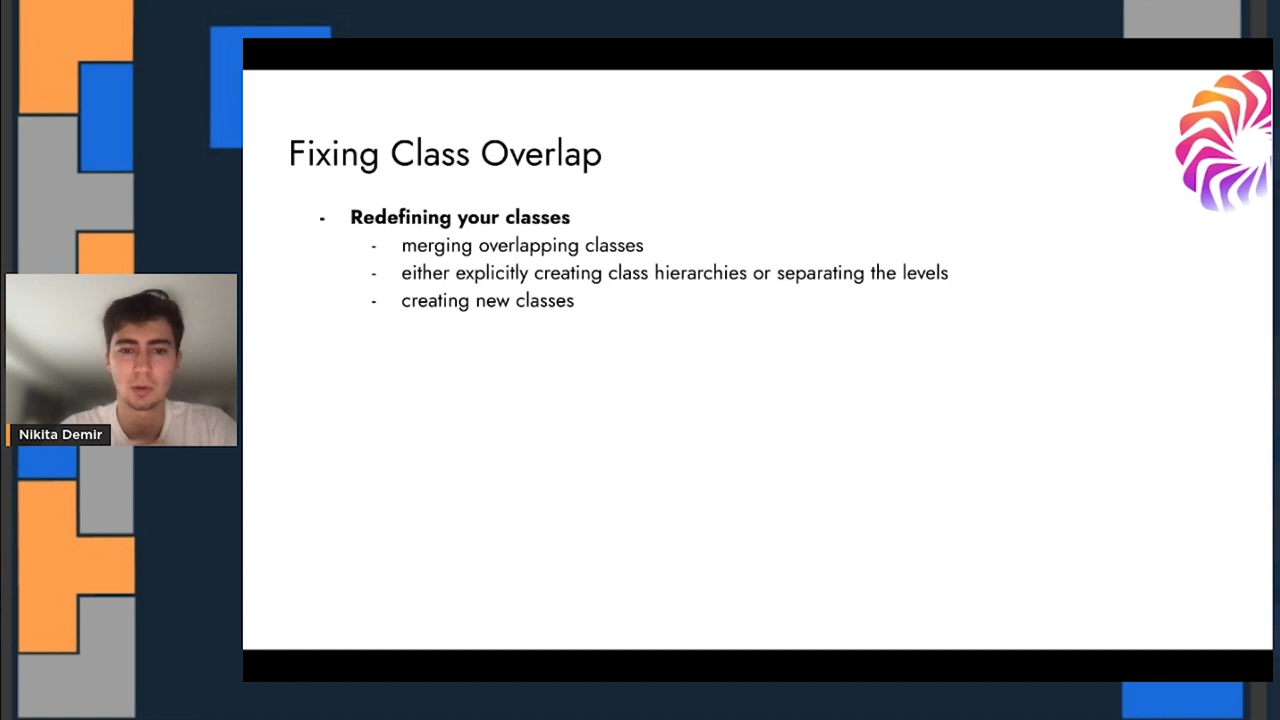 Fixing Class Overlap
- Redefining your classes
- merging overlapping classes
- either explicitly creating class hierarchies or separating the levels
- creating new classes
Nikita Demir